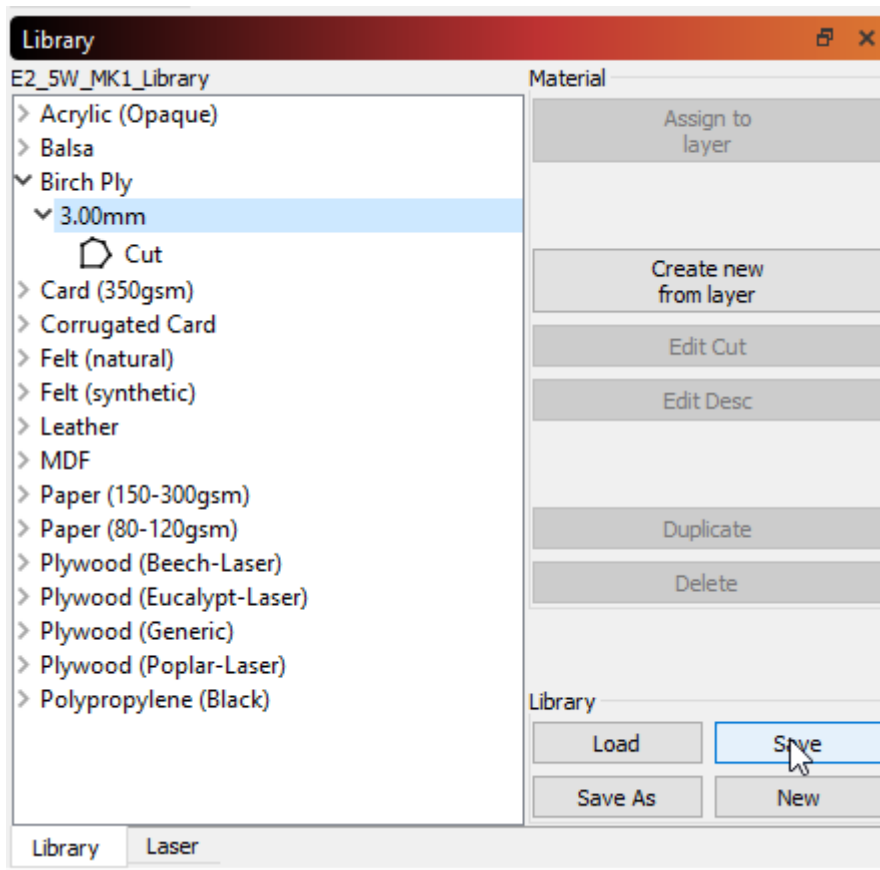 Library
E2_5W_MK1_Library
Acrylic (Opaque)
Balsa
Birch Ply
3.00mm
Cut
Card (350gsm)
Corrugated Card
Felt (natural)
Felt (synthetic)
Leather
MDF
Paper (150-300gsm)
Paper (80-120gsm)
Plywood (Beech-Laser)
Plywood (Eucalypt-Laser)
Plywood (Generic)
Plywood (Poplar-Laser)
Polypropylene (Black)
Material
Assign to
layer
Create new
from layer
Edit Cut
Edit Desc
Duplicate
Delete
Library
Load
Save
Save As
New
Library
Laser